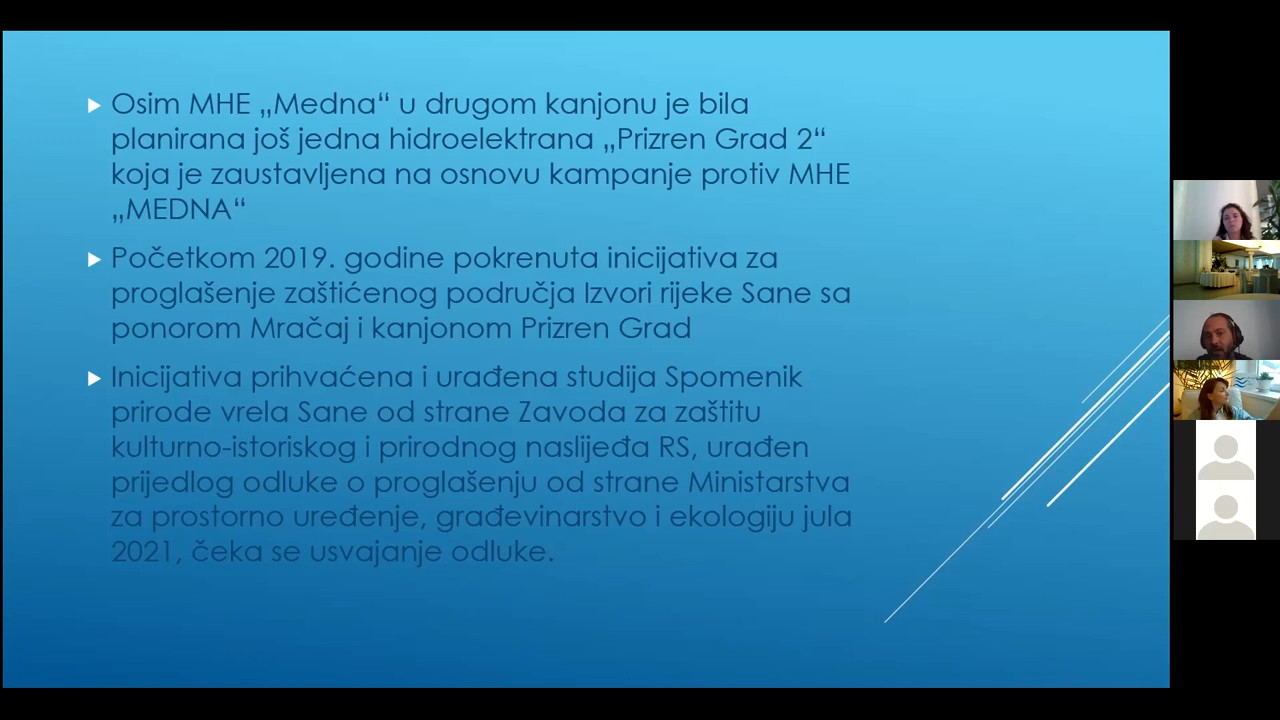 Osim MHE „Medna“ u drugom kanjonu je bila
planirana još jedna hidroelektrana „Prizren Grad 2“
koja je zaustavljena na osnovu kampanje protiv MHE
„MEDNA“
Početkom 2019. godine pokrenuta inicijativa za
proglašenje zaštićenog područja Izvori rijeke Sane sa
ponorom Mračaj i kanjonom Prizren Grad
Inicijativa prihvaćena i urađena studija Spomenik
prirode vrela Sane od strane Zavoda za zaštitu
kulturno-istoriskog i prirodnog naslijeđa RS, urađen
prijedlog odluke o proglašenju od strane Ministarstva
za prostorno uređenje, građevinarstvo i ekologiju jula
2021, čeka se usvajanje odluke.